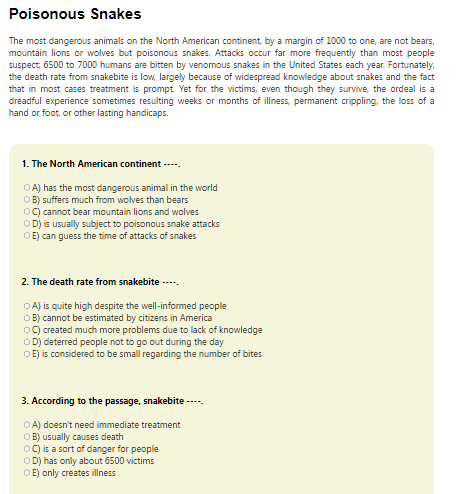 Poisonous Snakes
The most dangerous animals on the North American continent, by a margin of 1000 to one, are not bears,
mountain lions or wolves but poisonous snakes. Attacks occur far more frequently than most people
suspect; 6500 to 7000 humans are bitten by venomous snakes in the United States each year. Fortunately,
the death rate from snakebite is low, largely because of widespread knowledge about snakes and the fact
that in most cases treatment is prompt. Yet for the victims, even though they survive, the ordeal is a
dreadful experience sometimes resulting weeks or months of illness, permanent crippling, the loss of a
hand or foot, or other lasting handicaps.
1. The North American continent ----.
A) has the most dangerous animal in the world
B) suffers much from wolves than bears
C) cannot bear mountain lions and wolves
D) is usually subject to poisonous snake attacks
E) can guess the time of attacks of snakes
2. The death rate from snakebite ----.
A) is quite high despite the well-informed people
B) cannot be estimated by citizens in America
C) created much more problems due to lack of knowledge
D) deterred people not to go out during the day
E) is considered to be small regarding the number of bites
3. According to the passage, snakebite ----.
A) doesn't need immediate treatment
B) usually causes death
C) is a sort of danger for people
D) has only about 6500 victims
E) only creates illness